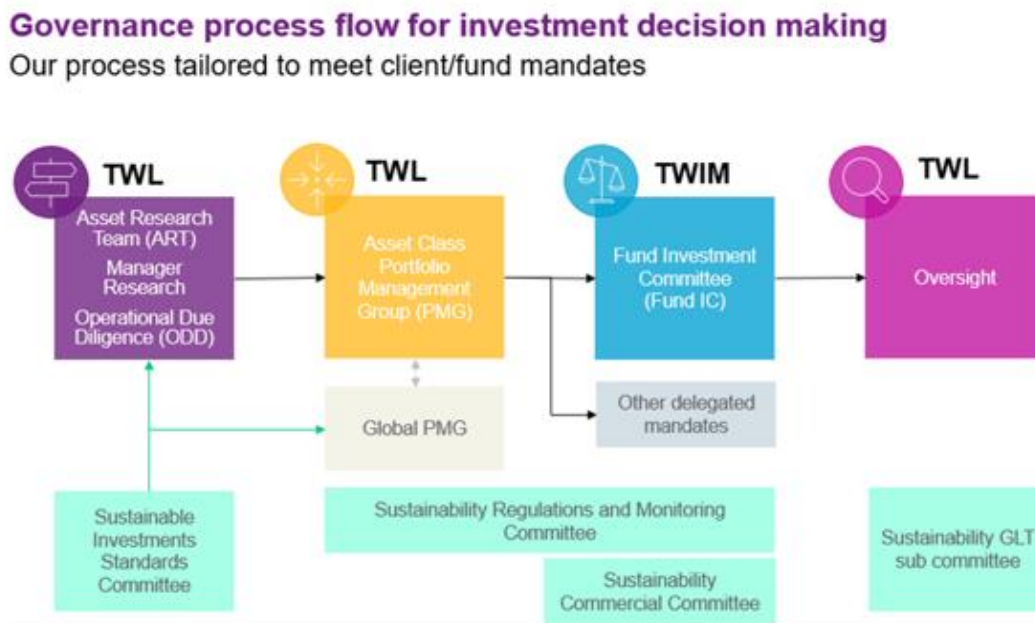 Governance process flow for investment decision making
Our process tailored to meet client/fund mandates
TWL
Asset Research
Team (ART)
Manager
Research
Operational Due
Diligence (ODD)
TWL
Asset Class
Portfolio
Management
Group (PMG)
TWIM
Fund Investment
Committee
(Fund IC)
TWL
Oversight
Global PMG
Other delegated
mandates
Sustainable
Investments
Standards
Committee
Sustainability Regulations and Monitoring
Committee
Sustainability
Commercial Committee
Sustainability GLT
sub committee